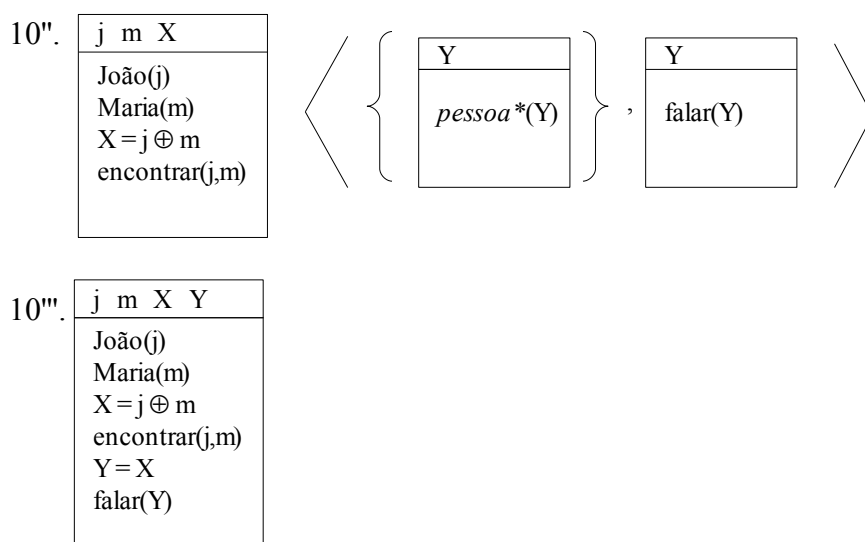 10''.
j m X
João(j)
Maria(m)
X = j ⊕ m
encontrar(j,m)
Y
pessoa*(Y)
,
Y
falar(Y)
10'''.
j m X Y
João(j)
Maria(m)
X = j ⊕ m
encontrar(j,m)
Y = X
falar(Y)